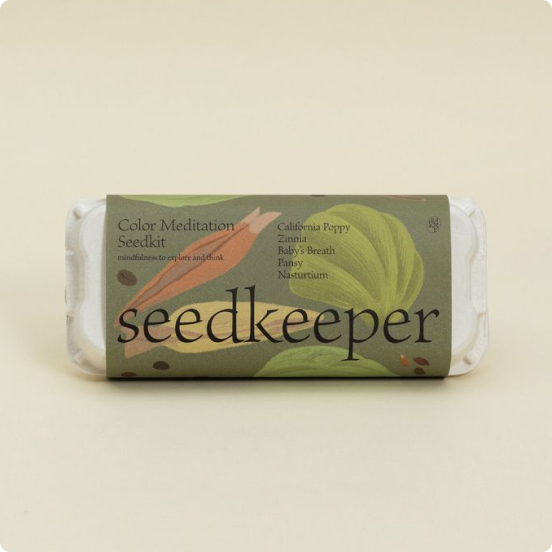 Color Meditation
Seedkit
mindfulness to explore and think
California Poppy
Zinnia
Baby's Breath
Pansy
Nasturtium
seedkeeper